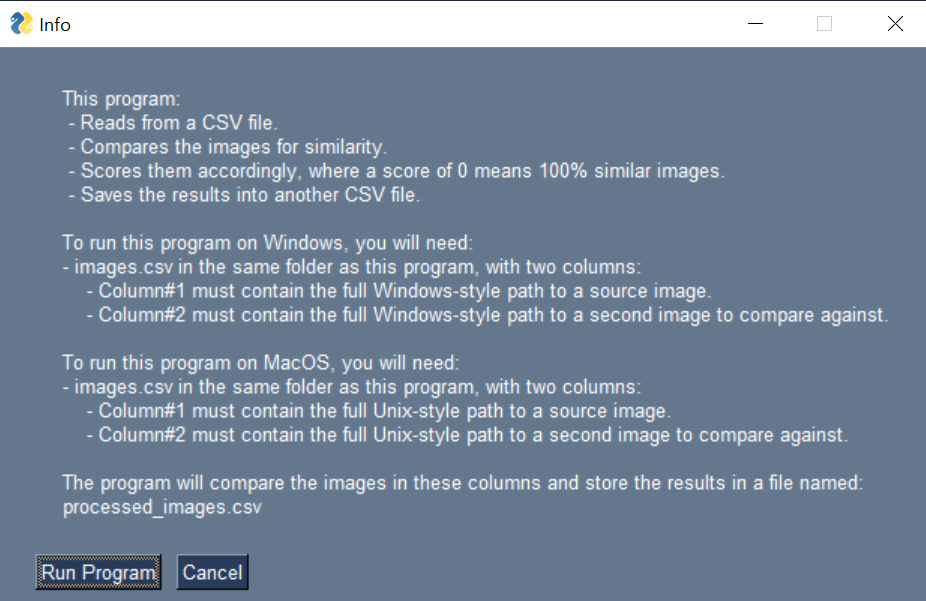 Info
This program:
- Reads from a CSV file.
- Compares the images for similarity.
- Scores them accordingly, where a score of 0 means 100% similar images.
- Saves the results into another CSV file.
To run this program on Windows, you will need:
- images.csv in the same folder as this program, with two columns:
- Column#1 must contain the full Windows-style path to a source image.
- Column#2 must contain the full Windows-style path to a second image to compare against.
To run this program on MacOS, you will need:
- images.csv in the same folder as this program, with two columns:
- Column#1 must contain the full Unix-style path to a source image.
- Column#2 must contain the full Unix-style path to a second image to compare against.
The program will compare the images in these columns and store the results in a file named:
processed_images.csv
Run Program Cancel